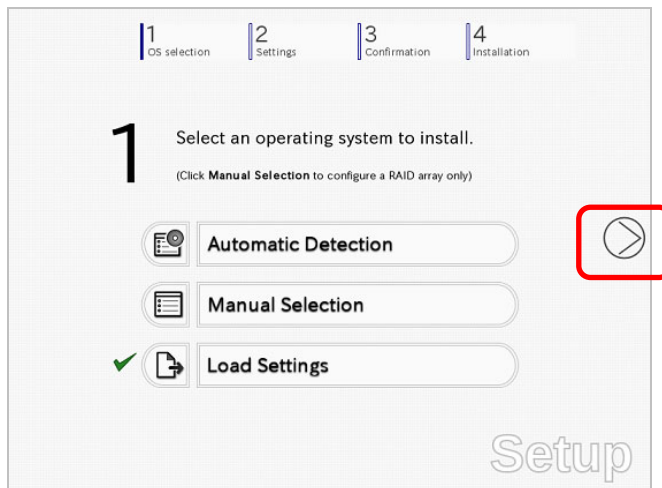 1
OS selection
2
Settings
3
Confirmation
4
Installation
1
Select an operating system to install.
(Click Manual Selection to configure a RAID array only)
Automatic Detection
Manual Selection
Load Settings
Setup